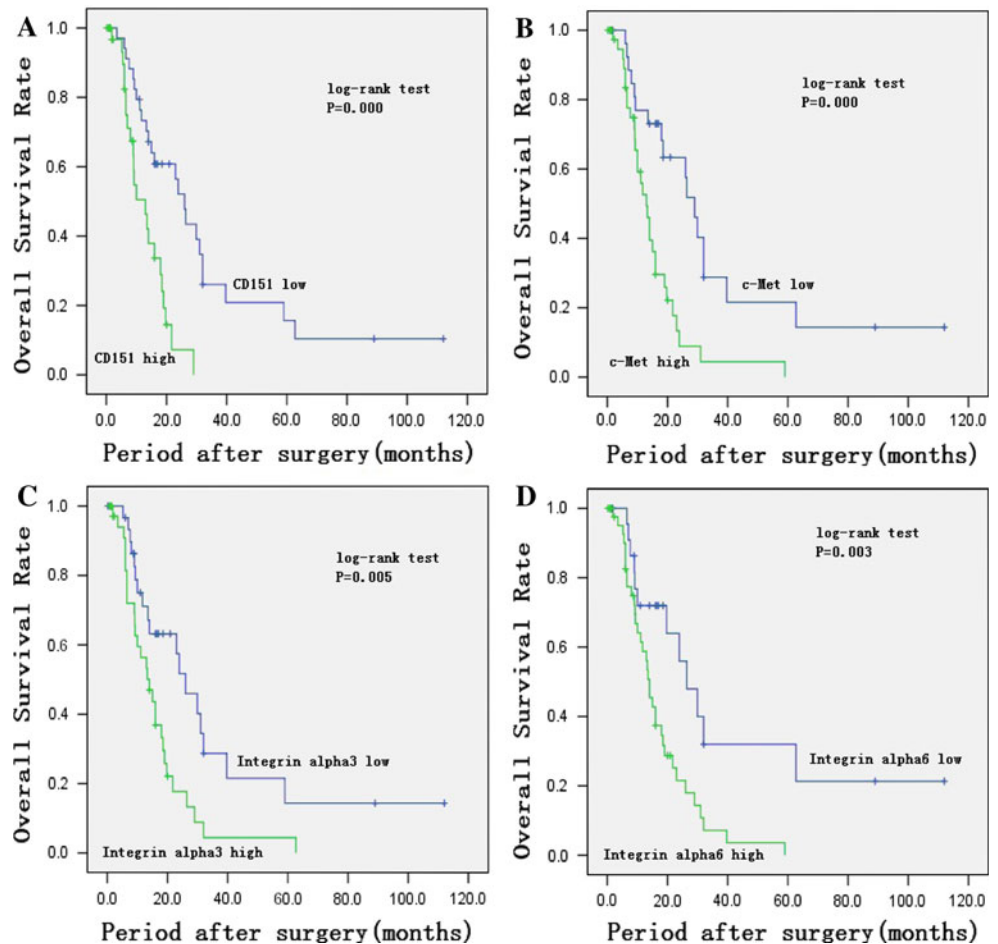 A
Overall Survival Rate
1.0
0.8
0.6
0.4
0.2
0.0
log-rank test
P=0.000
CD151 low
CD151 high
0.0 20.0 40.0 60.0 80.0 100.0 120.0
Period after surgery(months)
B
Overall Survival Rate
1.0
0.8
0.6
0.4
0.2
0.0
log-rank test
P=0.000
c-Met low
c-Met high
0.0 20.0 40.0 60.0 80.0 100.0 120.0
Period after surgery(months)
C
Overall Survival Rate
1.0
0.8
0.6
0.4
0.2
0.0
log-rank test
P=0.005
Integrin alpha3 low
Integrin alpha3 high
0.0 20.0 40.0 60.0 80.0 100.0 120.0
Period after surgery(months)
D
Overall Survival Rate
1.0
0.8
0.6
0.4
0.2
0.0
log-rank test
P=0.003
Integrin alpha6 low
Integrin alpha6 high
0.0 20.0 40.0 60.0 80.0 100.0 120.0
Period after surgery(months)